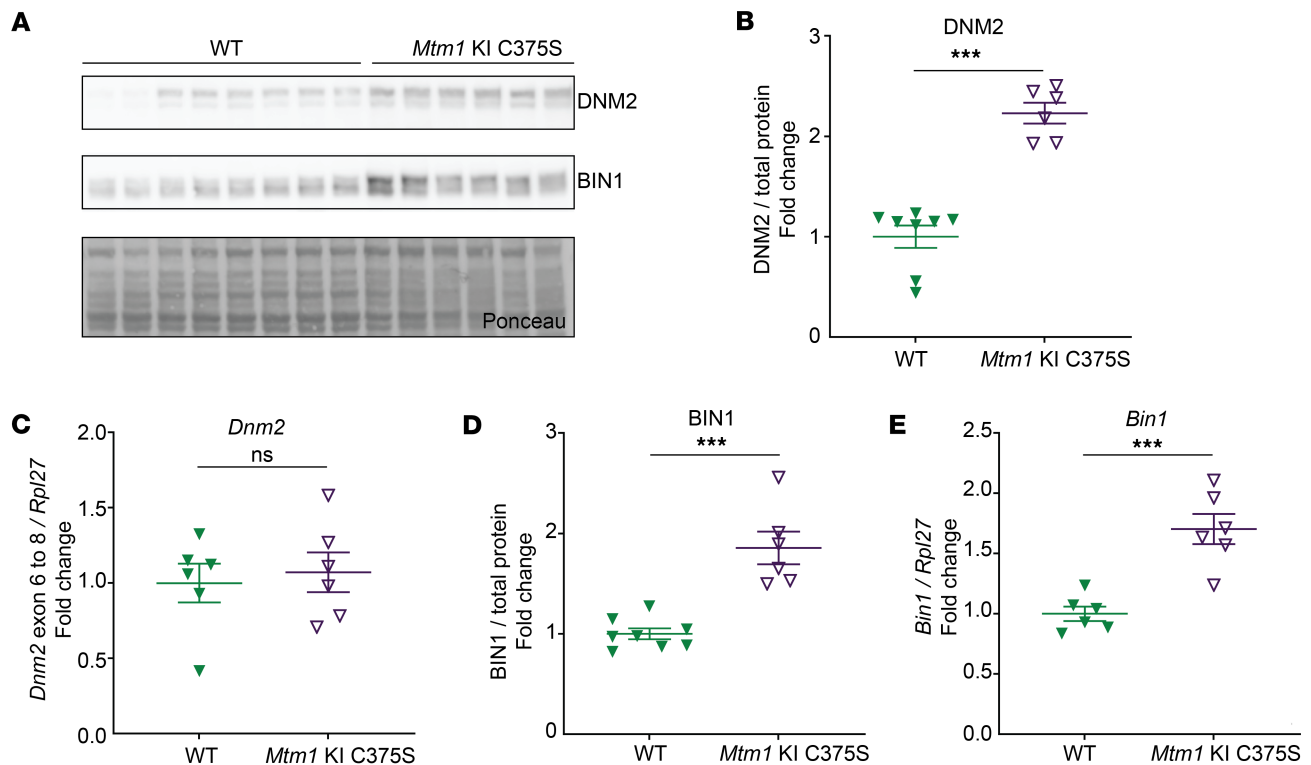 A
WT
Mtm1 KI C375S
DNM2
BIN1
Ponceau
B
DNM2
***
3
2
1
0
DNM2 / total protein
Fold change
WT
Mtm1 KI C375S
C
Dnm2
ns
2.0
1.5
1.0
0.5
0.0
Dnm2 exon 6 to 8 / Rpl27
Fold change
WT
Mtm1 KI C375S
D
BIN1
***
3
2
1
0
BIN1 / total protein
Fold change
WT
Mtm1 KI C375S
E
Bin1
***
2.5
2.0
1.5
1.0
0.5
0.0
Bin1 / Rpl27
Fold change
WT
Mtm1 KI C375S